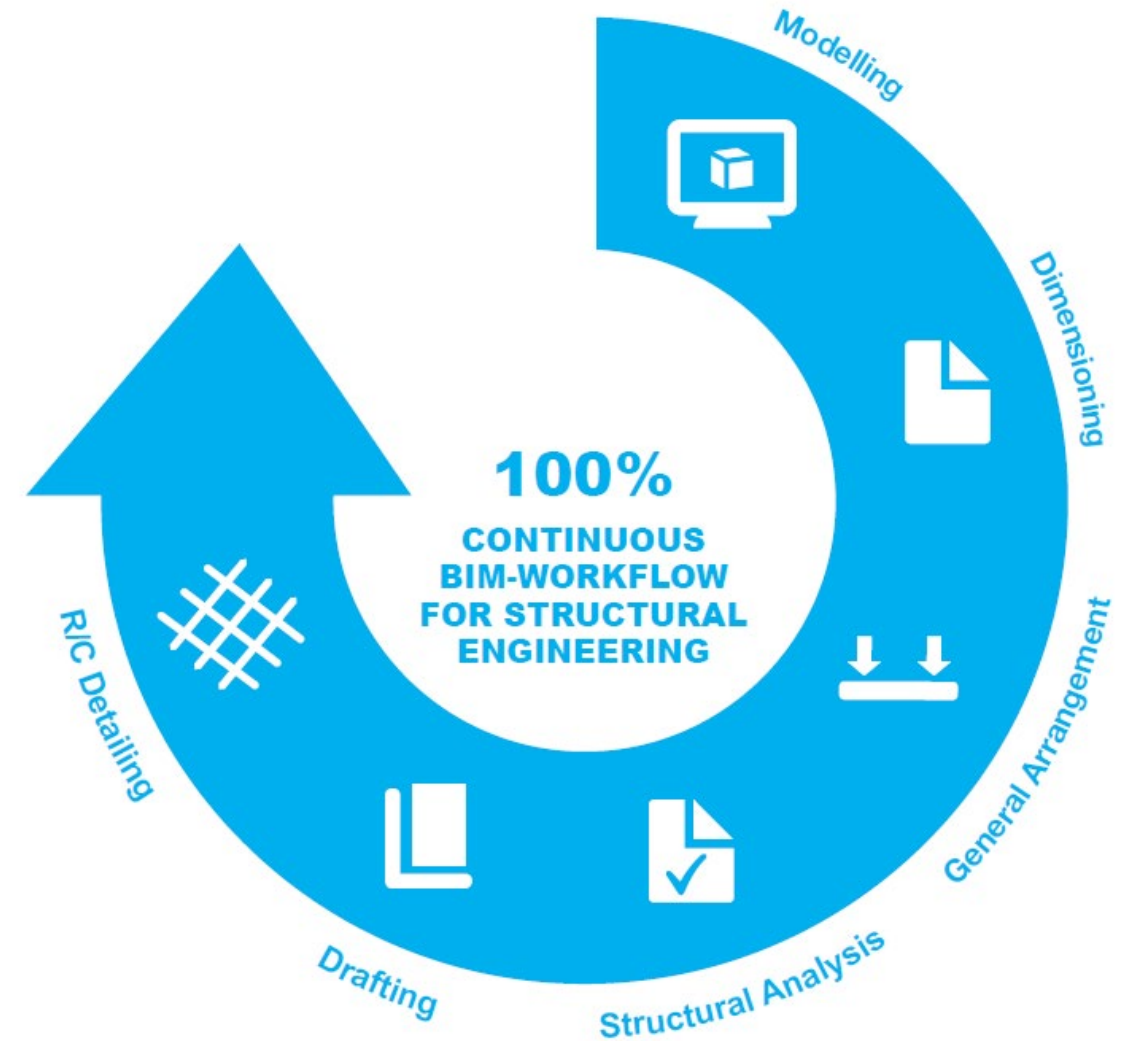 Modelling
Dimensioning
General Arrangement
Structural Analysis
Drafting
R/C Detailing
100%
CONTINUOUS
BIM-WORKFLOW
FOR STRUCTURAL
ENGINEERING